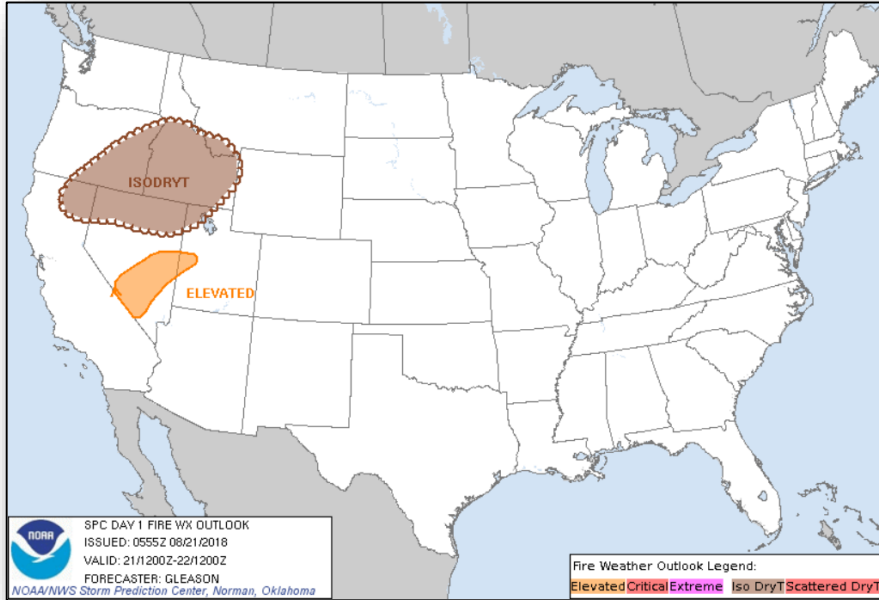 ISODRYT
ELEVATED
SPC DAY 1 FIRE WX OUTLOOK
ISSUED: 0555Z 08/21/2018
VALID: 21/1200Z-22/1200Z
FORECASTER: GLEASON
NOAA
NOAA/NWS Storm Prediction Center, Norman, Oklahoma
Fire Weather Outlook Legend:
Elevated Critical Extreme Iso DryT Scattered DryT